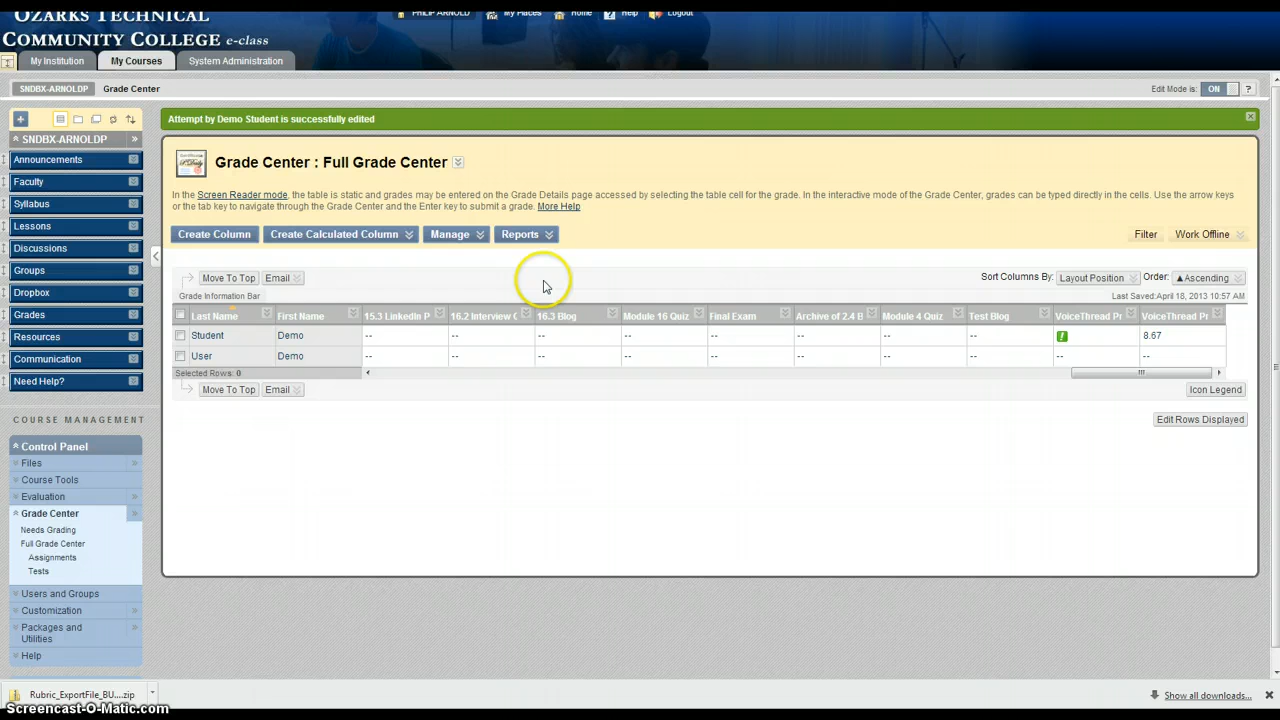 OZARKS TECHNICAL
COMMUNITY COLLEGE e-class
PHILIP ARNOLD My Places Home Help Logout
My Institution My Courses System Administration
SNDBX-ARNOLDP Grade Center Edit Mode is: ON ?
Attempt by Demo Student is successfully edited
SNDBX-ARNOLDP
Announcements
Faculty
Syllabus
Lessons
Discussions
Groups
Dropbox
Grades
Resources
Communication
Need Help?
COURSE MANAGEMENT
Control Panel
Files
Course Tools
Evaluation
Grade Center
Needs Grading
Full Grade Center
Assignments
Tests
Users and Groups
Customization
Packages and
Utilities
Help
Grade Center : Full Grade Center
In the Screen Reader mode, the table is static and grades may be entered on the Grade Details page accessed by selecting the table cell for the grade. In the interactive mode of the Grade Center, grades can be typed directly in the cells. Use the arrow keys
or the tab key to navigate through the Grade Center and the Enter key to submit a grade. More Help
Create Column Create Calculated Column Manage Reports Filter Work Offline
Move To Top Email Sort Columns By: Layout Position Order: ▲Ascending
Grade Information Bar Last Saved:April 18, 2013 10:57 AM
Last Name First Name 15.3 LinkedIn P 16.2 Interview 16.3 Blog Module 16 Quiz Final Exam Archive of 2.4 B Module 4 Quiz Test Blog VoiceThread Pr VoiceThread Pr
Student Demo -- -- -- -- -- -- -- -- ! 8.67
User Demo -- -- -- -- -- -- -- -- -- --
Selected Rows: 0
Move To Top Email Icon Legend
Edit Rows Displayed
Rubric_ExportFile_BU....zip Show all downloads...
Screencast-O-Matic.com